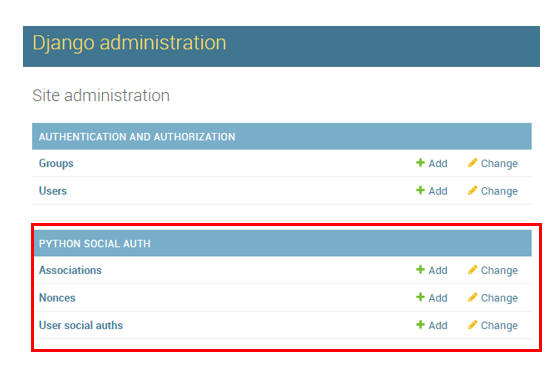 Django administration
Site administration
AUTHENTICATION AND AUTHORIZATION
Groups Add Change
Users Add Change
PYTHON SOCIAL AUTH
Associations Add Change
Nonces Add Change
User social auths Add Change